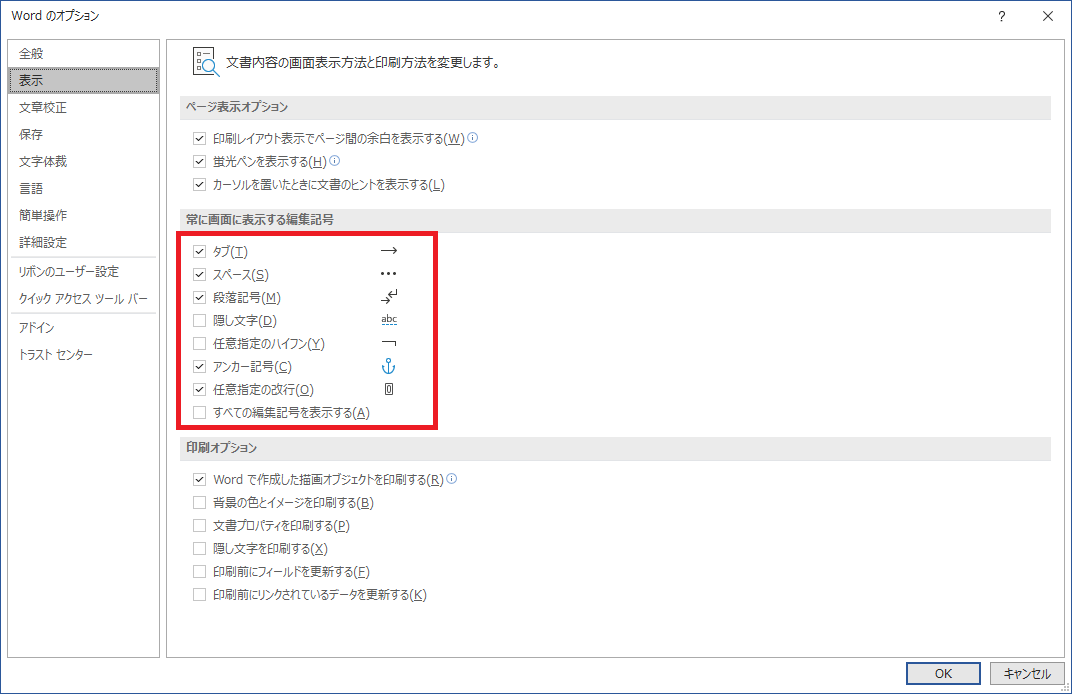 Word のオプション
?
全般
表示
文章校正
保存
文字体裁
言語
簡単操作
詳細設定
リボンのユーザー設定
クイック アクセス ツール バー
アドイン
トラスト センター
文書内容の画面表示方法と印刷方法を変更します。
ページ表示オプション
印刷レイアウト表示でページ間の余白を表示する(W)
蛍光ペンを表示する(H)
カーソルを置いたときに文書のヒントを表示する(L)
常に画面に表示する編集記号
タブ(T)
スペース(S)
段落記号(M)
隠し文字(D) abc
任意指定のハイフン(Y)
アンカー記号(C)
任意指定の改行(O)
すべての編集記号を表示する(A)
印刷オプション
Word で作成した描画オブジェクトを印刷する(R)
背景の色とイメージを印刷する(B)
文書プロパティを印刷する(P)
隠し文字を印刷する(X)
印刷前にフィールドを更新する(F)
印刷前にリンクされているデータを更新する(K)
OK
キャンセル